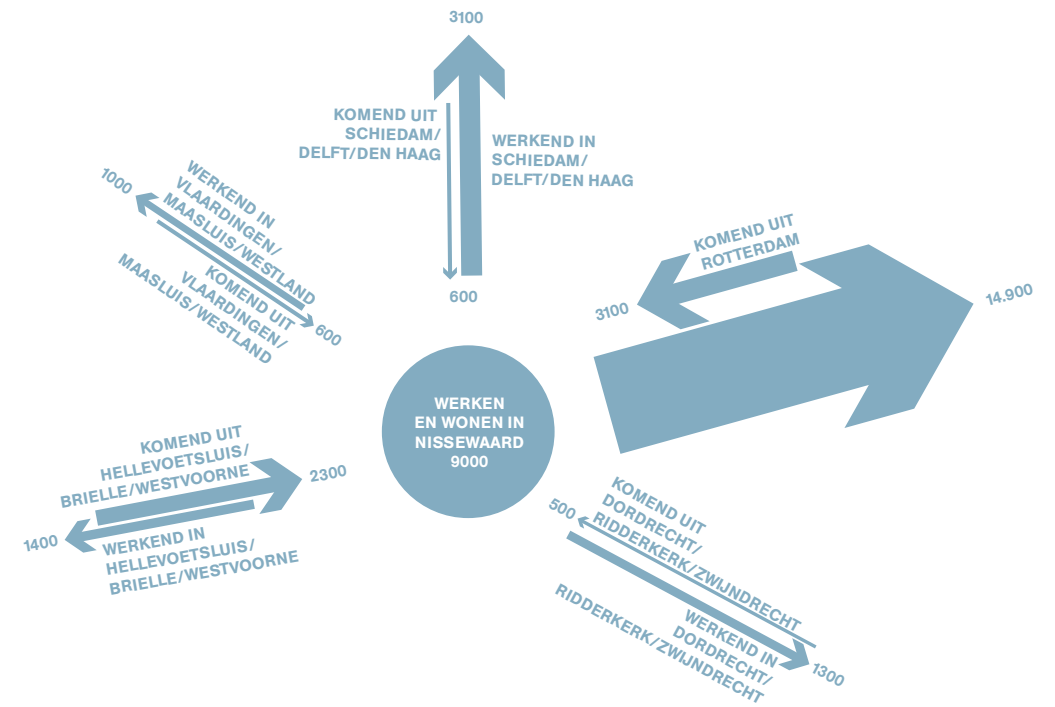 3100
KOMEND UIT
SCHIEDAM/
DELFT/DEN HAAG
WERKEND IN
SCHIEDAM/
DELFT/DEN HAAG
600
1000
WERKEND IN
VLAARDINGEN/
MAASLUIS/WESTLAND
KOMEND UIT
VLAARDINGEN/
MAASLUIS/WESTLAND
600
KOMEND UIT
ROTTERDAM
3100
14.900
WERKEN
EN WONEN IN
NISSEWAARD
9000
KOMEND UIT
HELLEVOETSLUIS/
BRIELLE/WESTVOORNE
2300
1400
WERKEND IN
HELLEVOETSLUIS/
BRIELLE/WESTVOORNE
500
KOMEND UIT
DORDRECHT/
RIDDERKERK/ZWIJNDRECHT
RIDDERKERK/ZWIJNDRECHT
WERKEND IN
DORDRECHT/
1300